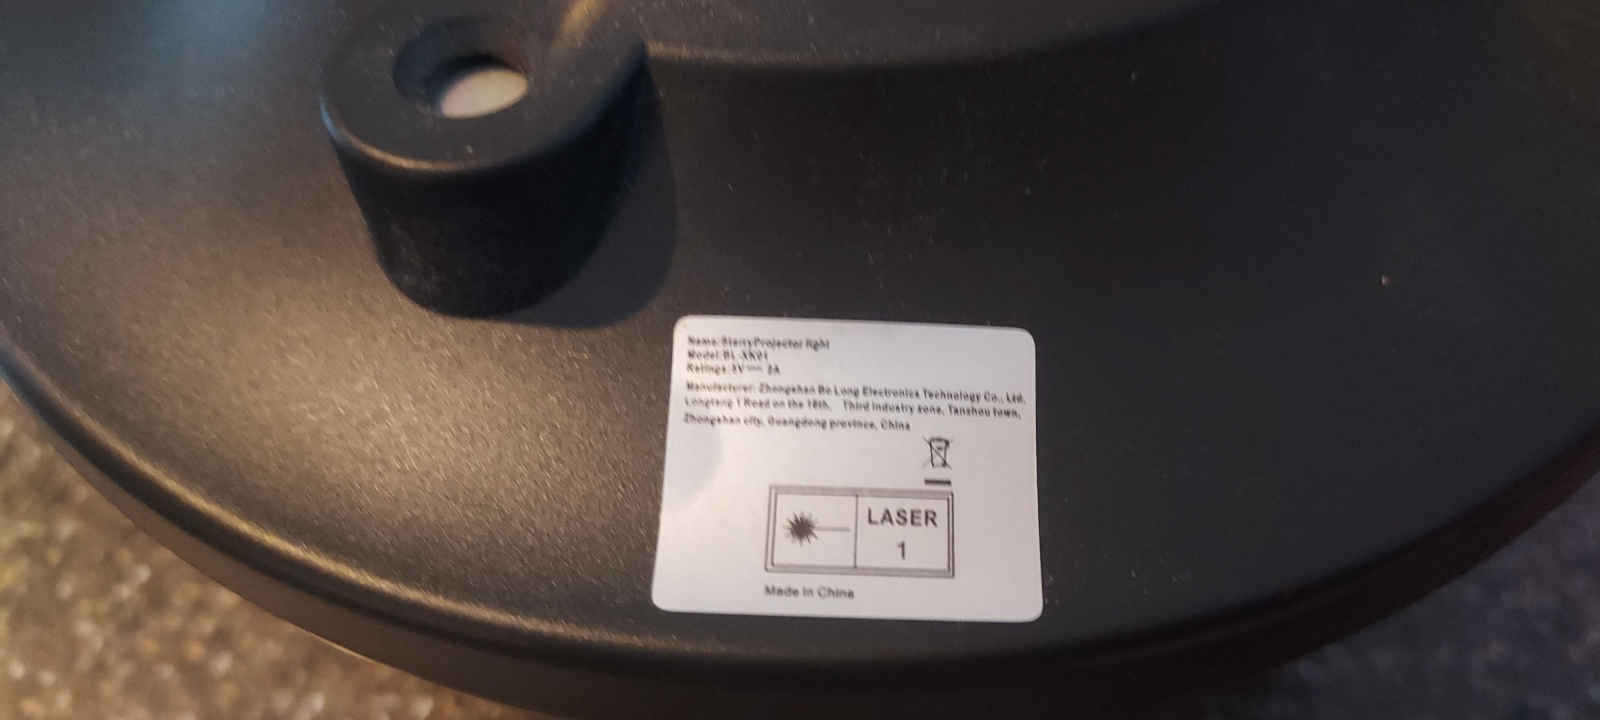 Name:StarryProjector light
Model:BL-XK01
Ratings:5V⎓ 2A
Manufacturer: Zhongshan Bo Long Electronics Technology Co., Ltd.
Longteng 1 Road on the 18th, Third industry zone, Tanzhou town,
Zhongshan city, Guangdong province, China
LASER
1
Made in China